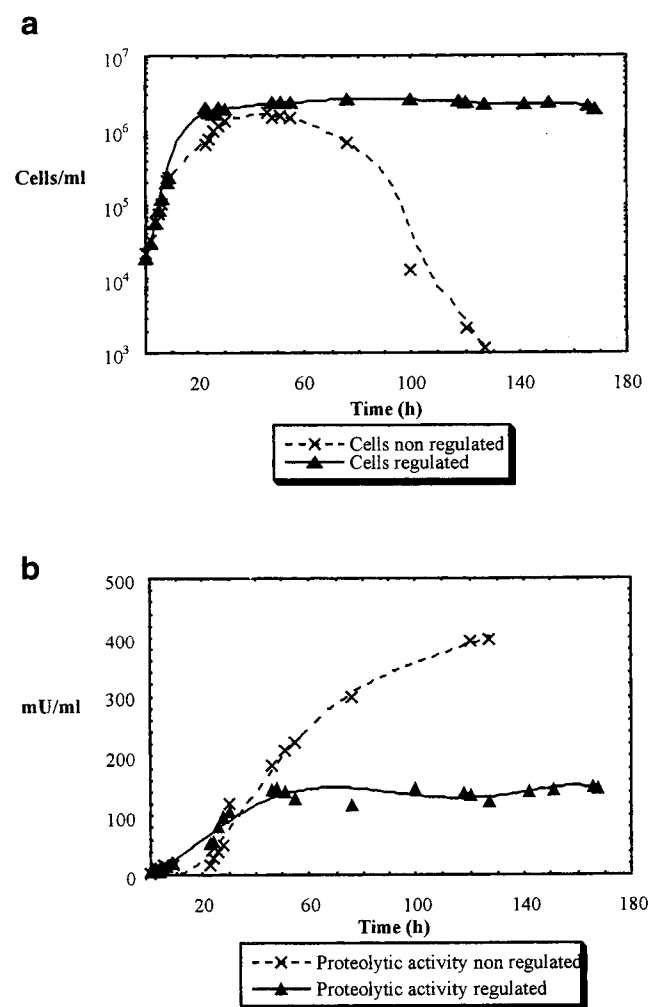 a
10⁷
10⁶
Cells/ml
10⁵
10⁴
10³
20 60 100 140 180
Time (h)
Cells non regulated
Cells regulated
b
500
400
mU/ml
300
200
100
0
20 60 100 140 180
Time (h)
Proteolytic activity non regulated
Proteolytic activity regulated